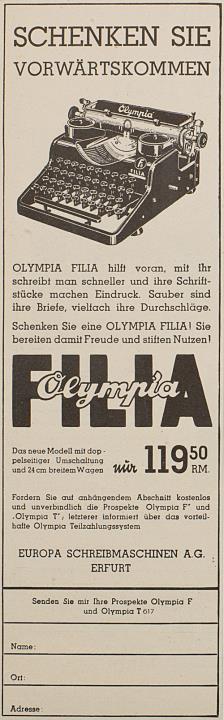 SCHENKEN SIE
VORWÄRTSKOMMEN
Olympia
FILIA
OLYMPIA FILIA hilft voran, mit ihr
schreibt man schneller und ihre Schrift-
stücke machen Eindruck. Sauber sind
ihre Briefe, vielfach ihre Durchschläge.
Schenken Sie eine OLYMPIA FILIA! Sie
bereiten damit Freude und stiften Nutzen!
FILIA
Olympia
Das neue Modell mit dop-
pelseitiger Umschaltung
und 24 cm breitem Wagen
nur 119 50 RM.
Fordern Sie auf anhängendem Abschnitt kostenlos
und unverbindlich die Prospekte Olympia F" und
„Olympia T"; letzterer informiert über das vorteil-
hafte Olympia Teilzahlungssystem
EUROPA SCHREIBMASCHINEN A.G.
ERFURT
Senden Sie mir Ihre Prospekte Olympia F
und Olympia T 617
Name:
Ort:
Adresse: